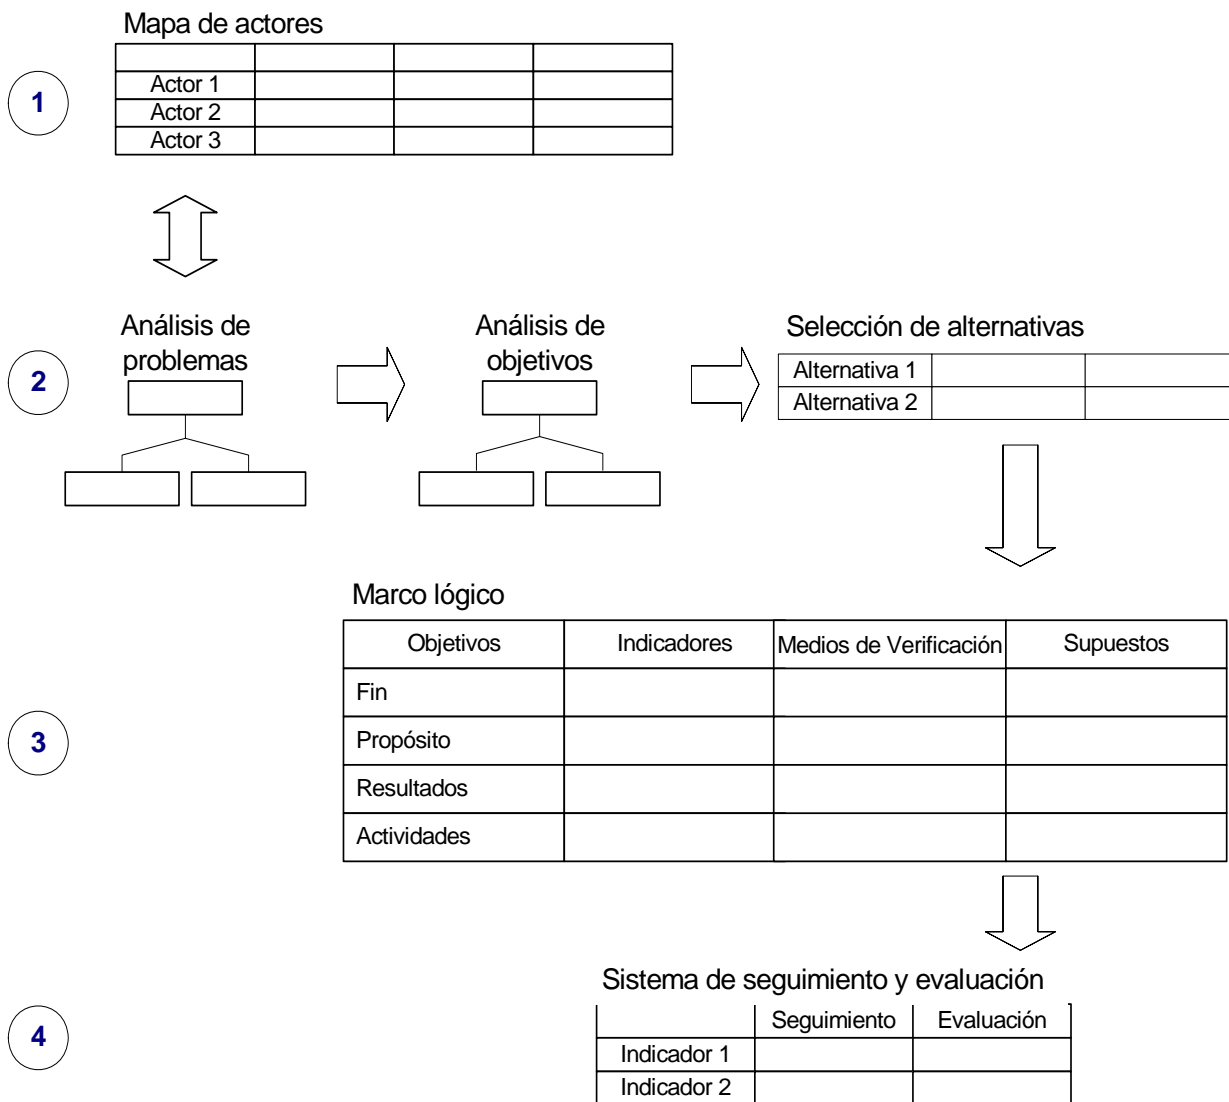 Mapa de actores
1
Actor 1
Actor 2
Actor 3
2
Análisis de
problemas
Análisis de
objetivos
Selección de alternativas
Alternativa 1
Alternativa 2
Marco lógico
Objetivos Indicadores Medios de Verificación Supuestos
Fin
3
Propósito
Resultados
Actividades
Sistema de seguimiento y evaluación
4
Seguimiento Evaluación
Indicador 1
Indicador 2